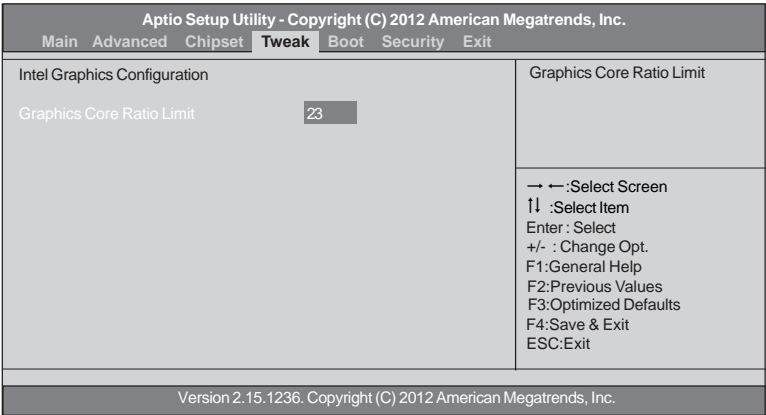 Aptio Setup Utility - Copyright (C) 2012 American Megatrends, Inc.
Main Advanced Chipset Tweak Boot Security Exit
Intel Graphics Configuration
Graphics Core Ratio Limit 23
Graphics Core Ratio Limit
→ ←:Select Screen
↑↓ :Select Item
Enter : Select
+/- : Change Opt.
F1:General Help
F2:Previous Values
F3:Optimized Defaults
F4:Save & Exit
ESC:Exit
Version 2.15.1236. Copyright (C) 2012 American Megatrends, Inc.